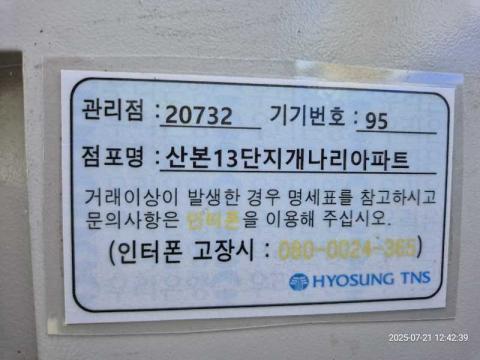 관리점 : 20732 기기번호 : 95
점포명 : 산본13단지개나리아파트
거래이상이 발생한 경우 명세표를 참고하시고
문의사항은 인터폰을 이용해 주십시오.
(인터폰 고장시 : 080-0024-365)
HYOSUNG TNS
2025-07-21 12:42:39